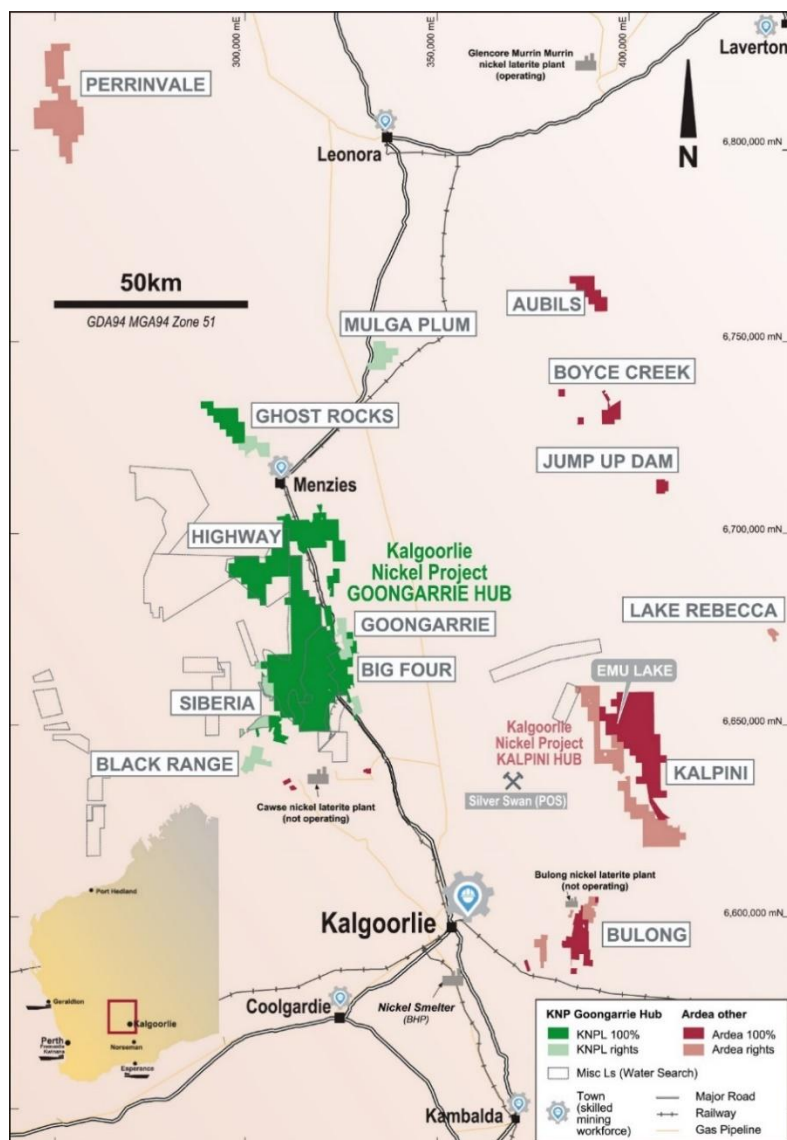 300,000 mE
350,000 mE
400,000 mE
PERRINVALE
Glencore Murrin Murrin
nickel laterite plant
(operating)
Laverton
Leonora
N
6,800,000 mN
50km
GDA94 MGA94 Zone 51
AUBILS
MULGA PLUM
6,750,000 mN
BOYCE CREEK
GHOST ROCKS
JUMP UP DAM
Menzies
HIGHWAY
6,700,000 mN
Kalgoorlie
Nickel Project
GOONGARRIE HUB
LAKE REBECCA
GOONGARRIE
BIG FOUR
EMU LAKE
SIBERIA
6,650,000 mN
Kalgoorlie
Nickel Project
KALPINI HUB
BLACK RANGE
KALPINI
Silver Swan (POS)
Cawse nickel laterite plant
(not operating)
Bulong nickel laterite plant
(not operating)
Port Hedland
Kalgoorlie
6,600,000 mN
BULONG
Geraldton
Kalgoorlie
Perth
Fremantle
Kwinana
Norseman
Esperance
Coolgardie
Nickel Smelter
(BHP)
Kambalda
KNP Goongarrie Hub
KNPL 100%
KNPL rights
Ardea other
Ardea 100%
Ardea rights
Misc Ls (Water Search)
Town
(skilled
mining
workforce)
Major Road
Railway
Gas Pipeline